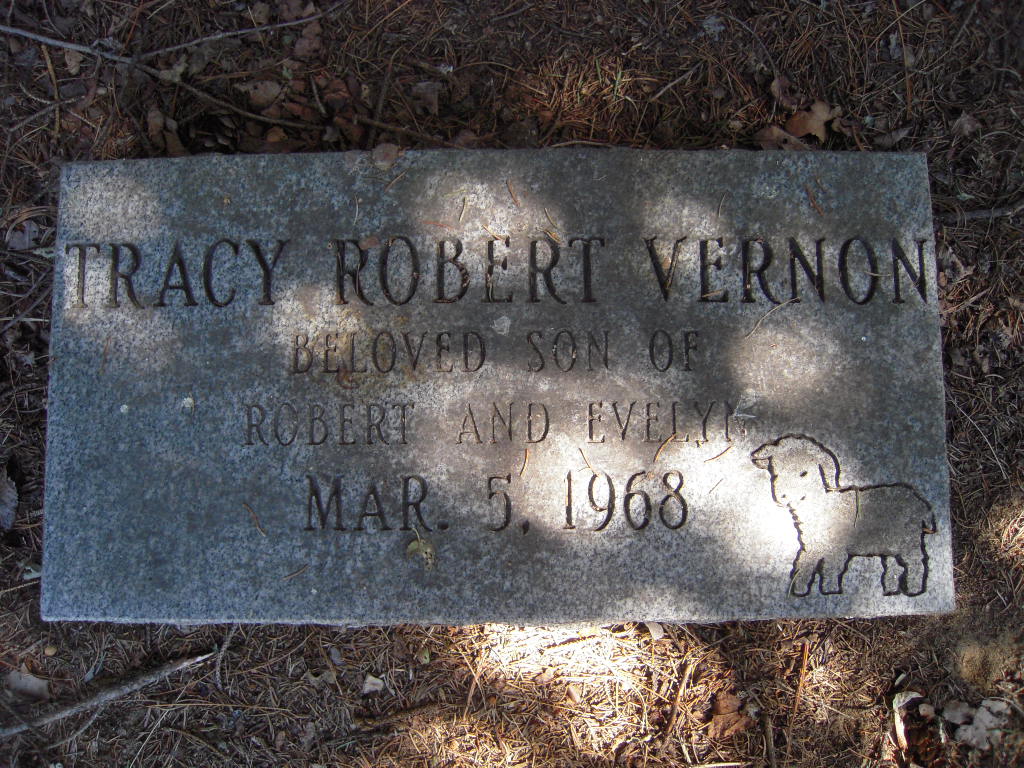 TRACY ROBERT VERNON
BELOVED SON OF
ROBERT AND EVELYN
MAR. 5, 1968